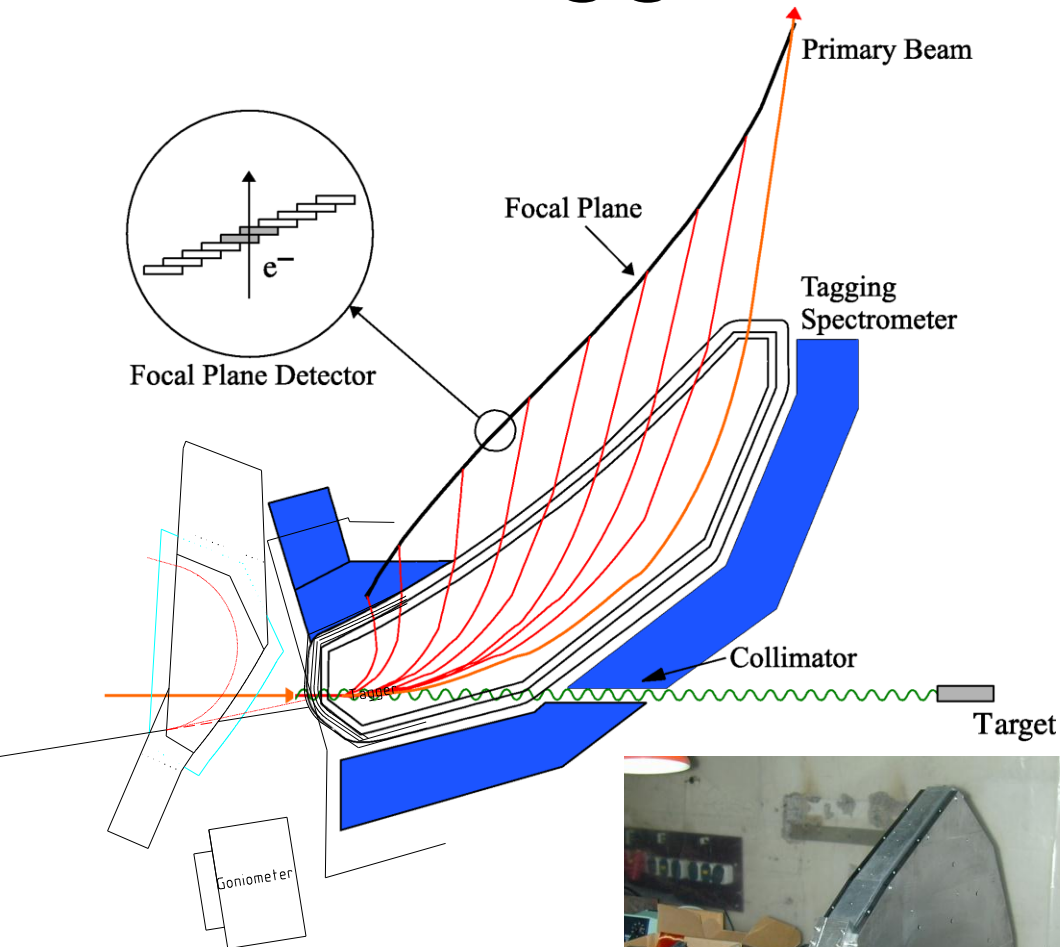 Primary Beam
Focal Plane
e⁻
Tagging
Spectrometer
Focal Plane Detector
Collimator
Tagger
Target
Goniometer